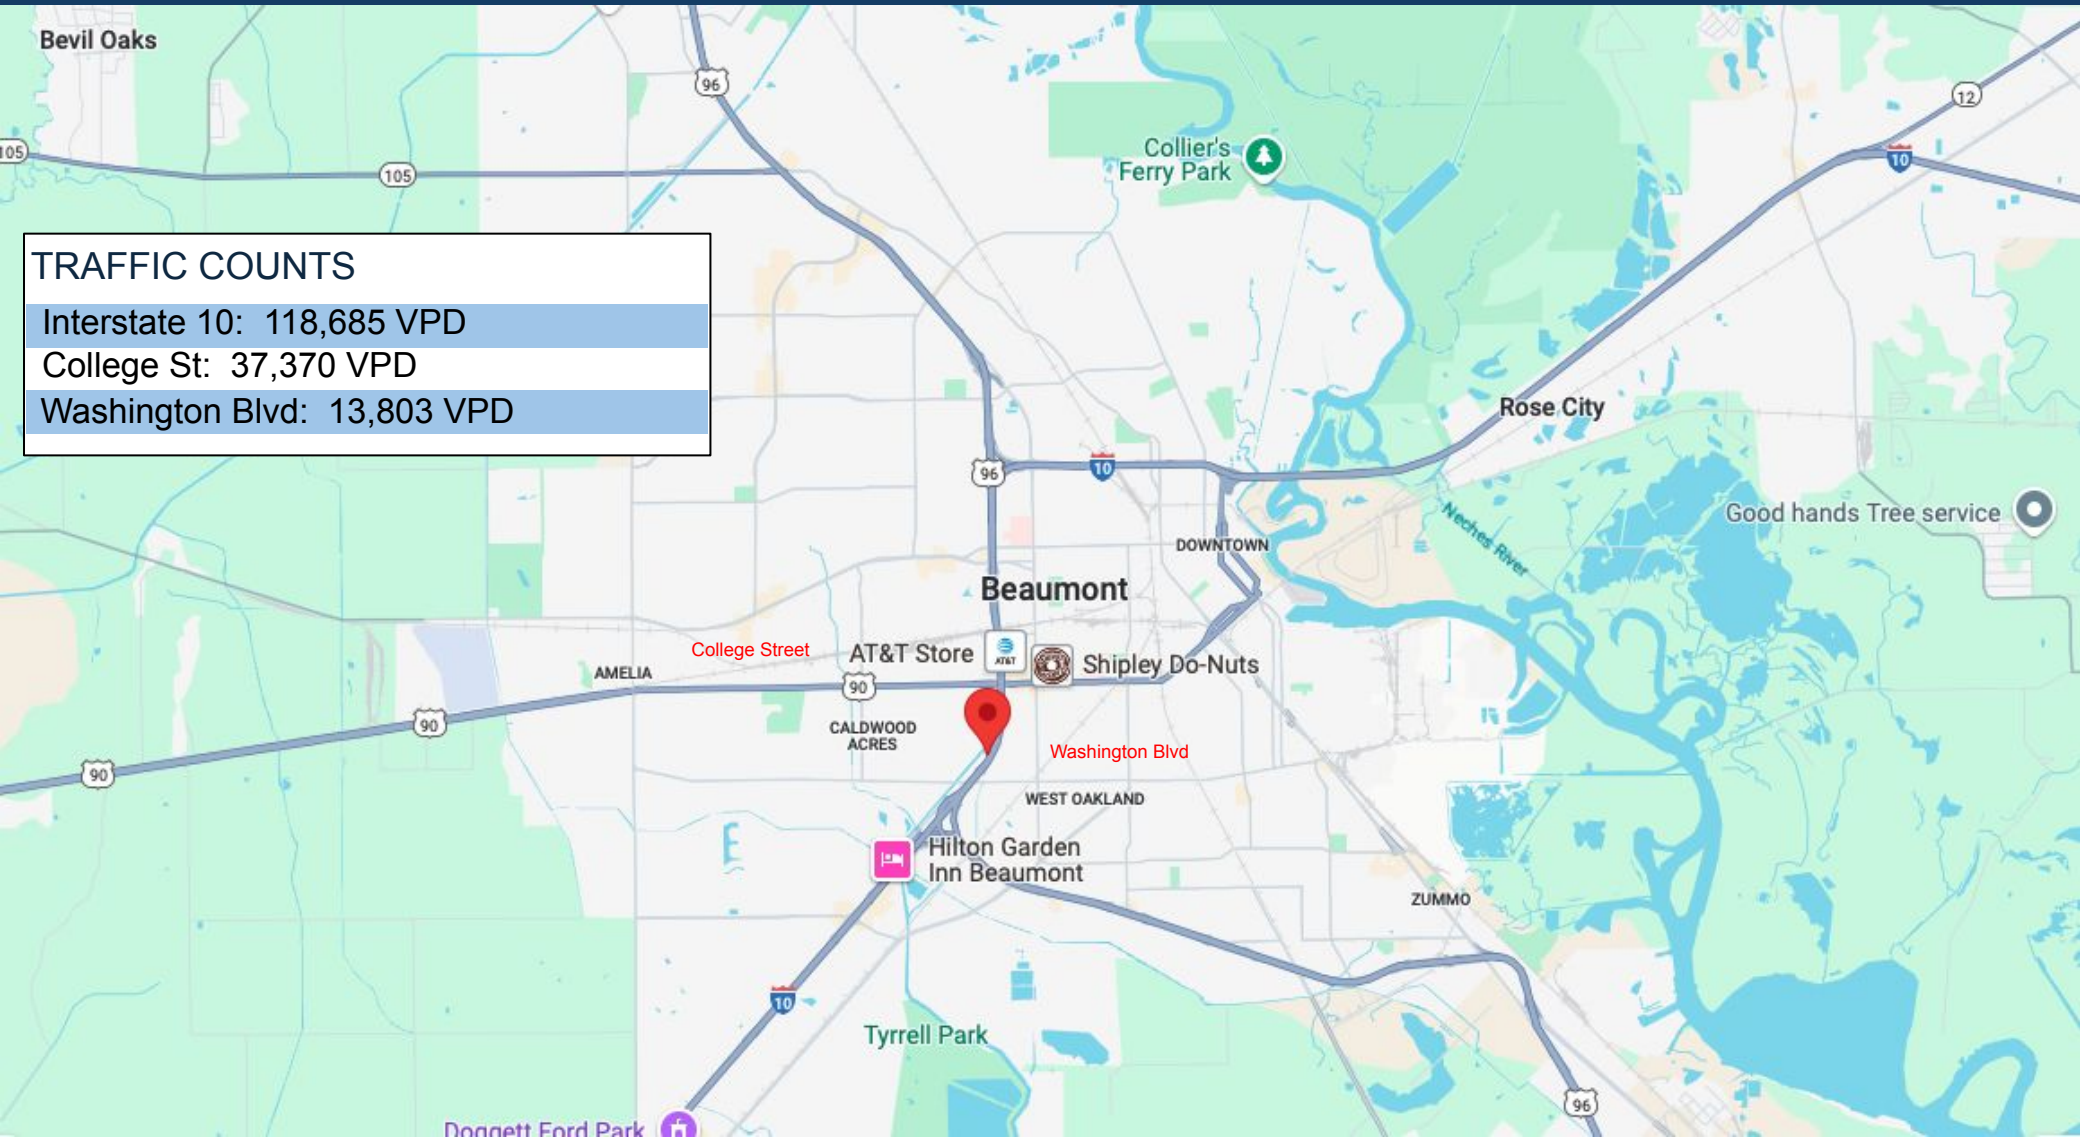 Bevil Oaks
96
12
105
105
10
Collier's
Ferry Park
TRAFFIC COUNTS
Interstate 10: 118,685 VPD
College St: 37,370 VPD
Washington Blvd: 13,803 VPD
Rose City
96
10
Neches River
Good hands Tree service
DOWNTOWN
Beaumont
College Street
AT&T Store
AT&T
Shipley Do-Nuts
AMELIA
90
90
90
CALDWOOD
ACRES
Washington Blvd
WEST OAKLAND
Hilton Garden
Inn Beaumont
ZUMMO
10
Tyrrell Park
96
Doggett Ford Park